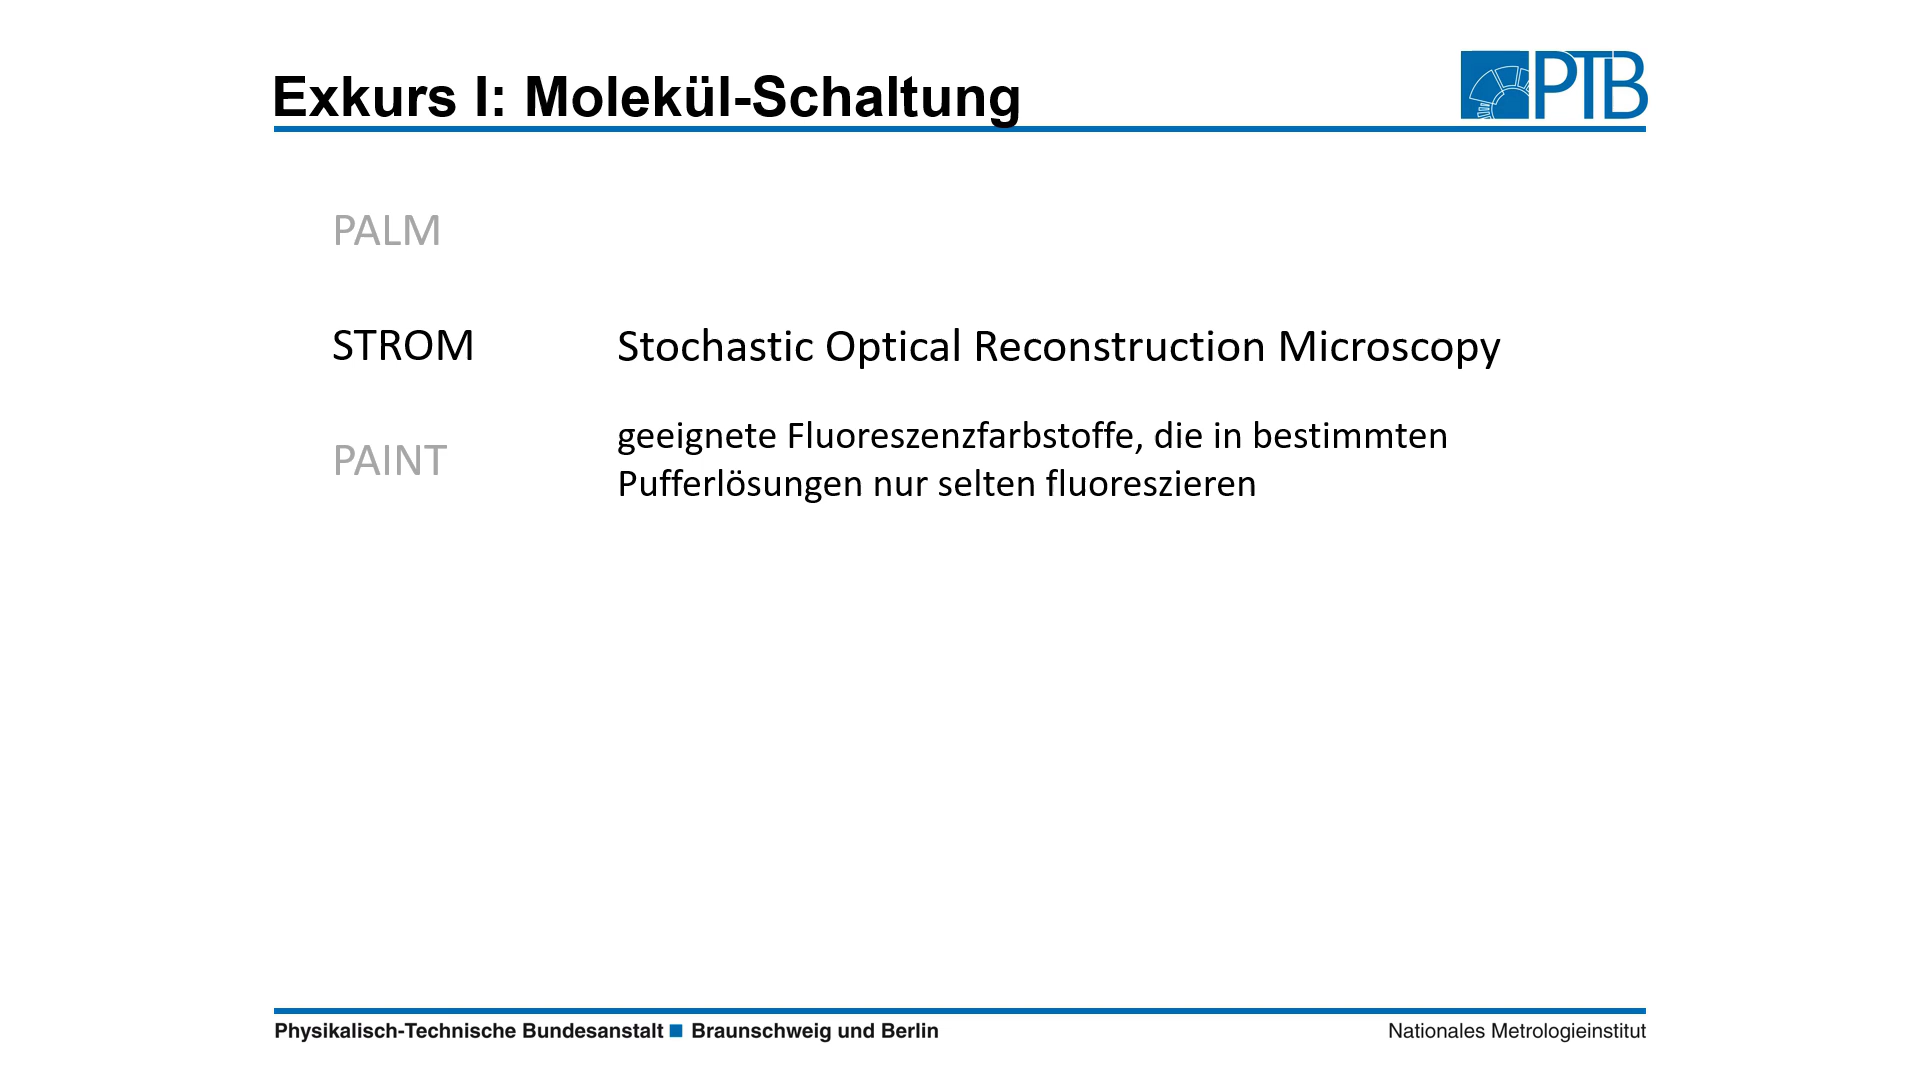 Exkurs I: Molekül-Schaltung
PTB
PALM
STROM
Stochastic Optical Reconstruction Microscopy
PAINT
geeignete Fluoreszenzfarbstoffe, die in bestimmten
Pufferlösungen nur selten fluoreszieren
Physikalisch-Technische Bundesanstalt ■ Braunschweig und Berlin
Nationales Metrologieinstitut